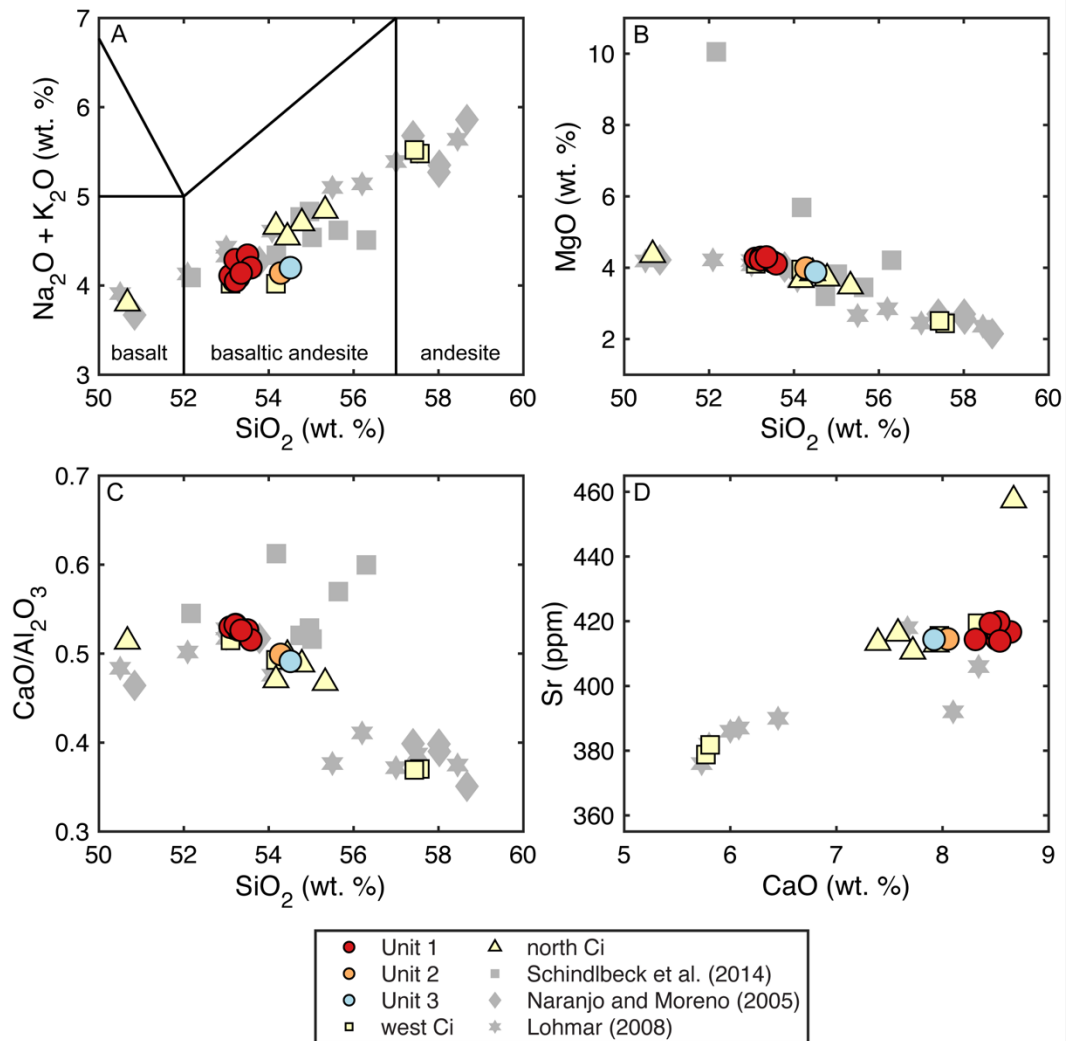 A
7
6
5
4
3
Na2O + K2O (wt. %)
basalt
basaltic andesite
andesite
50 52 54 56 58 60
SiO2 (wt. %)
B
10
8
6
4
2
MgO (wt. %)
50 52 54 56 58 60
SiO2 (wt. %)
C
0.7
0.6
0.5
0.4
0.3
CaO/Al2O3
50 52 54 56 58 60
SiO2 (wt. %)
D
460
440
420
400
380
360
Sr (ppm)
5 6 7 8 9
CaO (wt. %)
Unit 1
Unit 2
Unit 3
west Ci
north Ci
Schindlbeck et al. (2014)
Naranjo and Moreno (2005)
Lohmar (2008)